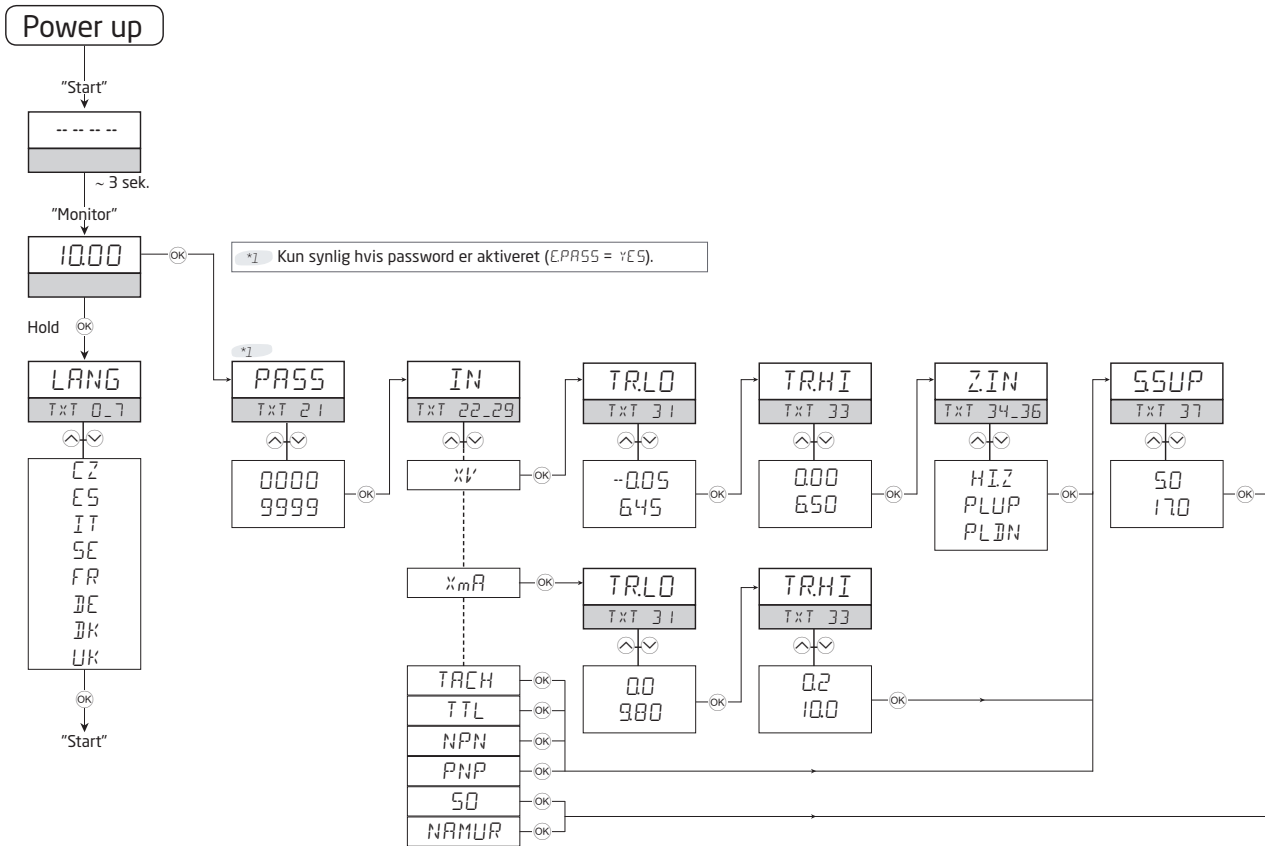 Power up
"Start"
-- -- -- --
~ 3 sek.
"Monitor"
10.00
OK
*1 Kun synlig hvis password er aktiveret (E.PASS = YES).
Hold OK
LANG
TXT 0_7
CZ
ES
IT
SE
FR
DE
DK
UK
OK
"Start"
*1
PASS
TXT 21
0000
9999
OK
IN
TXT 22_29
XV
OK
XmA
OK
TACH
OK
TTL
OK
NPN
OK
PNP
OK
S0
OK
NAMUR
OK
TR.LO
TXT 31
-0.05
6.45
OK
TR.HI
TXT 33
0.00
6.50
OK
Z.IN
TXT 34_36
HI.Z
PLUP
PLDN
OK
S.SUP
TXT 37
5.0
17.0
OK
TR.LO
TXT 31
0.0
9.80
OK
TR.HI
TXT 33
0.2
10.0
OK